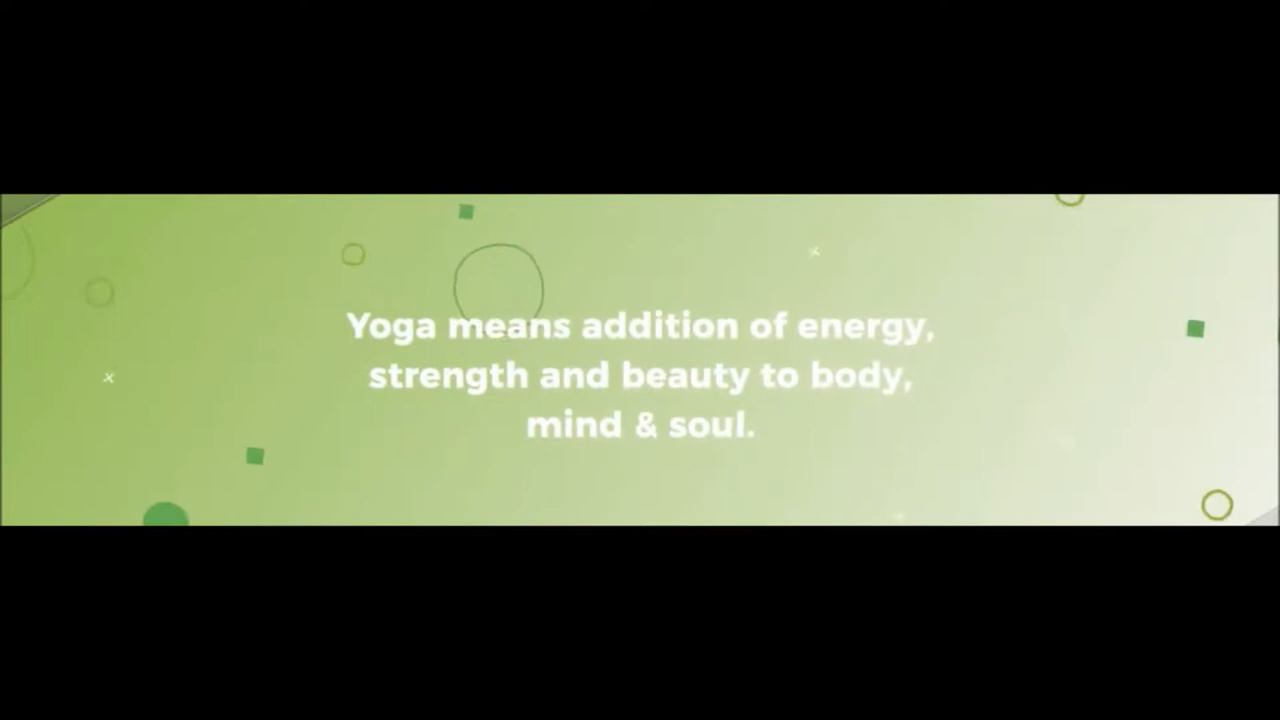 Yoga means addition of energy,
strength and beauty to body,
mind & soul.